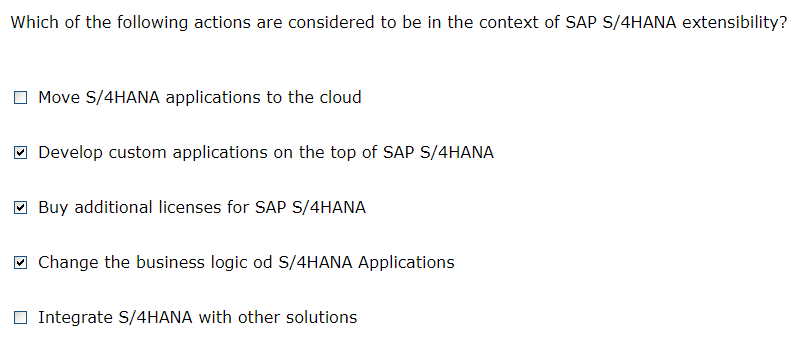 Which of the following actions are considered to be in the context of SAP S/4HANA extensibility?
Move S/4HANA applications to the cloud
Develop custom applications on the top of SAP S/4HANA
Buy additional licenses for SAP S/4HANA
Change the business logic od S/4HANA Applications
Integrate S/4HANA with other solutions